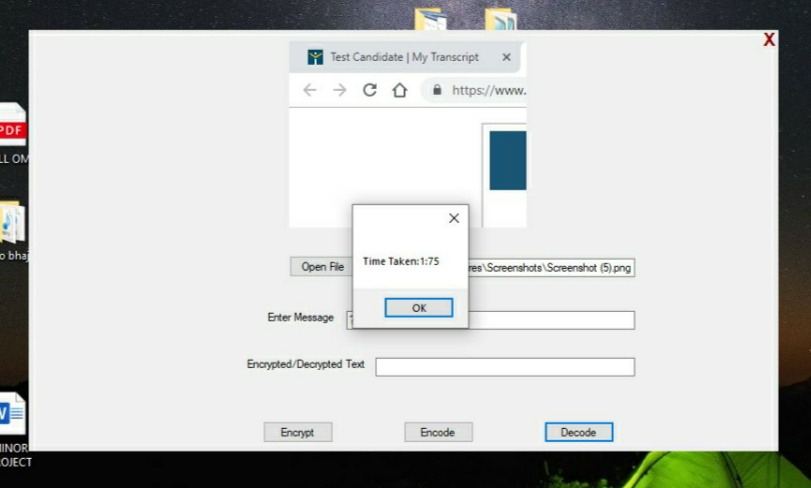 X
Test Candidate | My Transcript
https://www.
PDF
LL OM
Time Taken:1:75
OK
o bhaj
Open File
res\Screenshots\Screenshot (5).png
Enter Message
Encrypted/Decrypted Text
Encrypt
Encode
Decode
W
INOR
OJECT